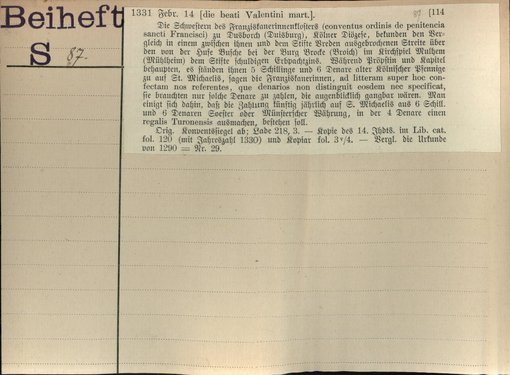 Beiheft
S 87
1331 Febr. 14 [die beati Valentini mart.]. 87 [114
Die Schwestern des Franziskanerinnenklosters (conventus ordinis de penitencia
sancti Francisci) zu Dusborch (Duisburg), Kölner Diözese, bekunden den Ver-
gleich in einem zwischen ihnen und dem Stifte Vreden ausgebrochenen Streite über
den von der Hufe Busche bei der Burg Brocke (Broich) im Kirchspiel Mulhem
(Mühlheim) dem Stifte schuldigen Erbpachtzins. Während Pröpstin und Kapitel
behaupten, es ständen ihnen 5 Schillinge und 6 Denare alter Kölnischer Pfennige
zu auf St. Michaelis, sagen die Franziskanerinnen, ad litteram super hoc con-
fectam nos referentes, que denarios non distinguit eosdem nec specificat,
sie brauchten nur solche Denare zu zahlen, die augenblicklich gangbar wären. Man
einigt sich dahin, daß die Zahlung künftig jährlich auf S. Michaelis aus 6 Schill.
und 6 Denaren Soester oder Münsterischer Währung, in der 4 Denare einen
regalis Turonensis ausmachen, bestehen soll.
Orig. Konventssiegel ab; Lade 218, 3. — Kopie des 14. Jhdts. im Lib. cat.
fol. 120 (mit Jahreszahl 1330) und Kopiar fol. 3v/4. — Vergl. die Urkunde
von 1290 = Nr. 29.